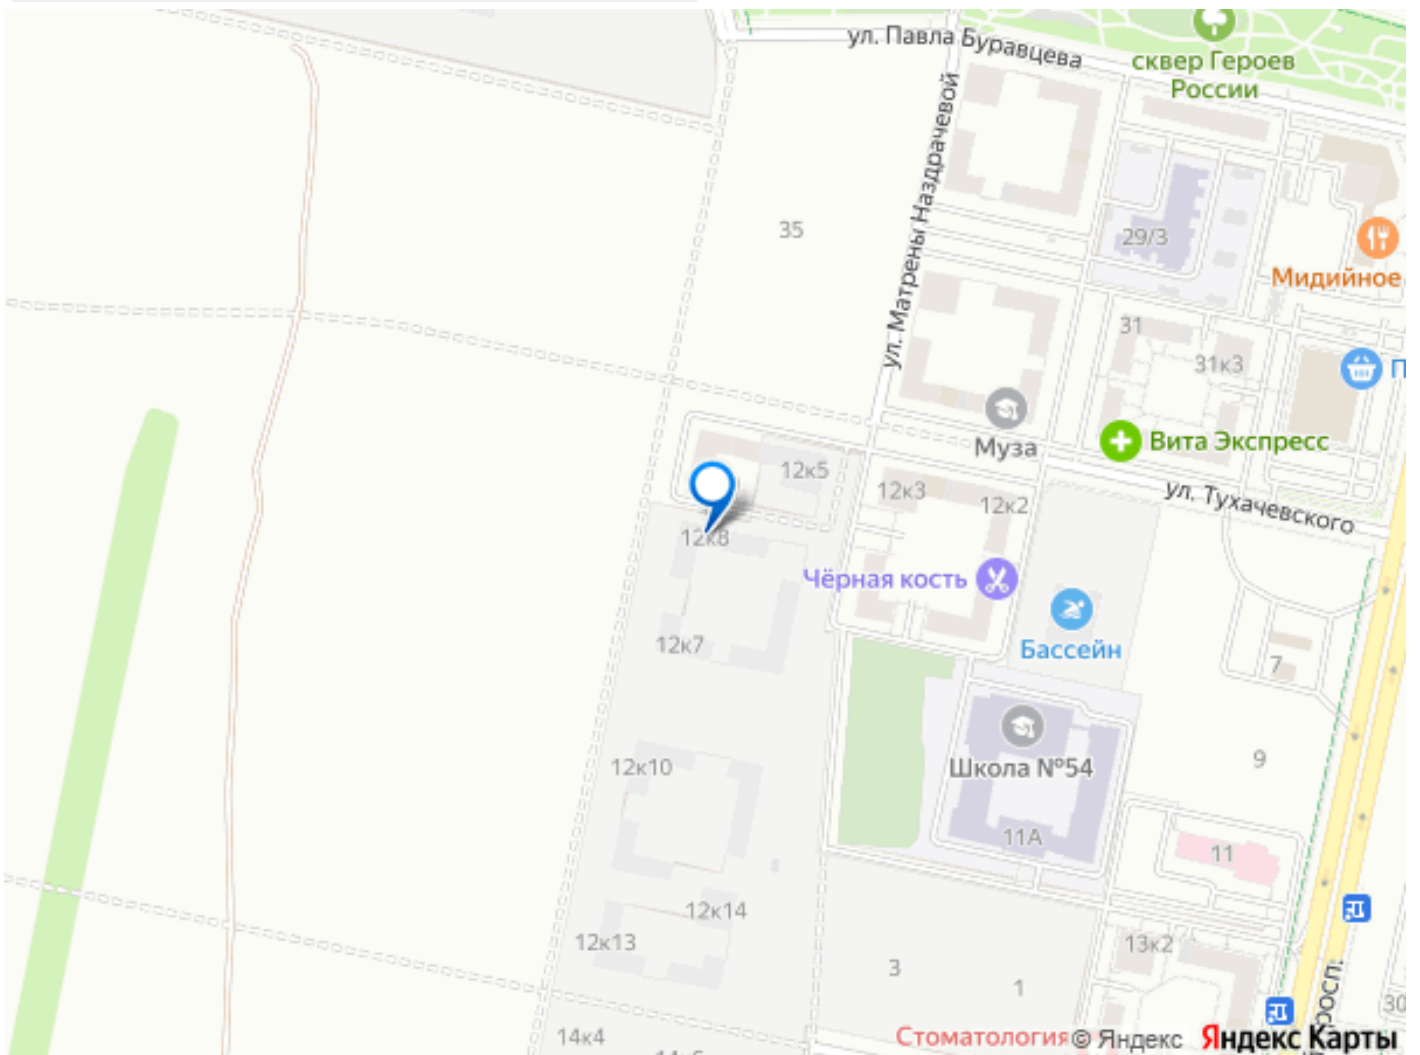 ул. Павла Буравцева
сквер Героев
России
ул. Матрены Наздрачевой
35
29/3
Мидийное
31
31к3
П
Муза
Вита Экспресс
12к5
12к3
12к2
ул. Тухачевского
12к8
Чёрная кость
Бассейн
12к7
7
12к10
Школа №54
9
11А
11
12к14
12к13
13к2
3
1
30
14к4
Стоматология
© Яндекс
Яндекс Карты
просп.